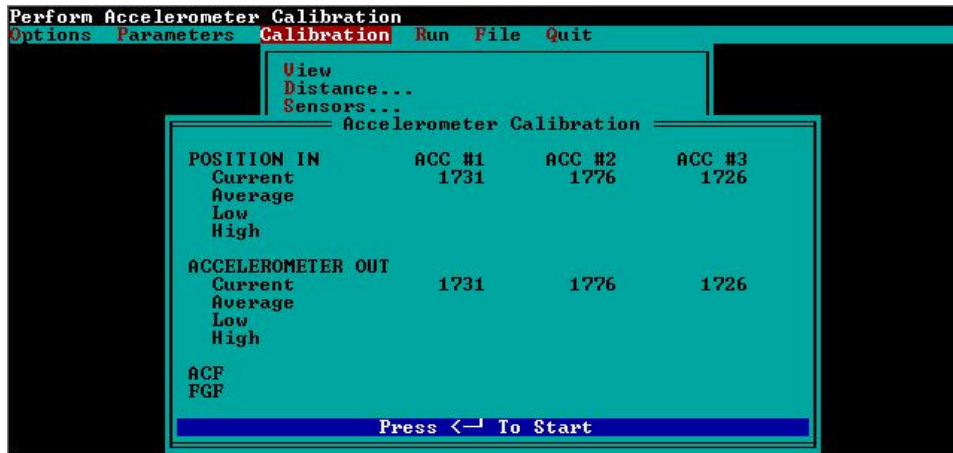 Perform Accelerometer Calibration
Options Parameters Calibration Run File Quit
View
Distance...
Sensors...
Accelerometer Calibration
POSITION IN ACC #1 ACC #2 ACC #3
Current 1731 1776 1726
Average
Low
High
ACCELEROMETER OUT
Current 1731 1776 1726
Average
Low
High
ACF
FGF
Press <─┘ To Start